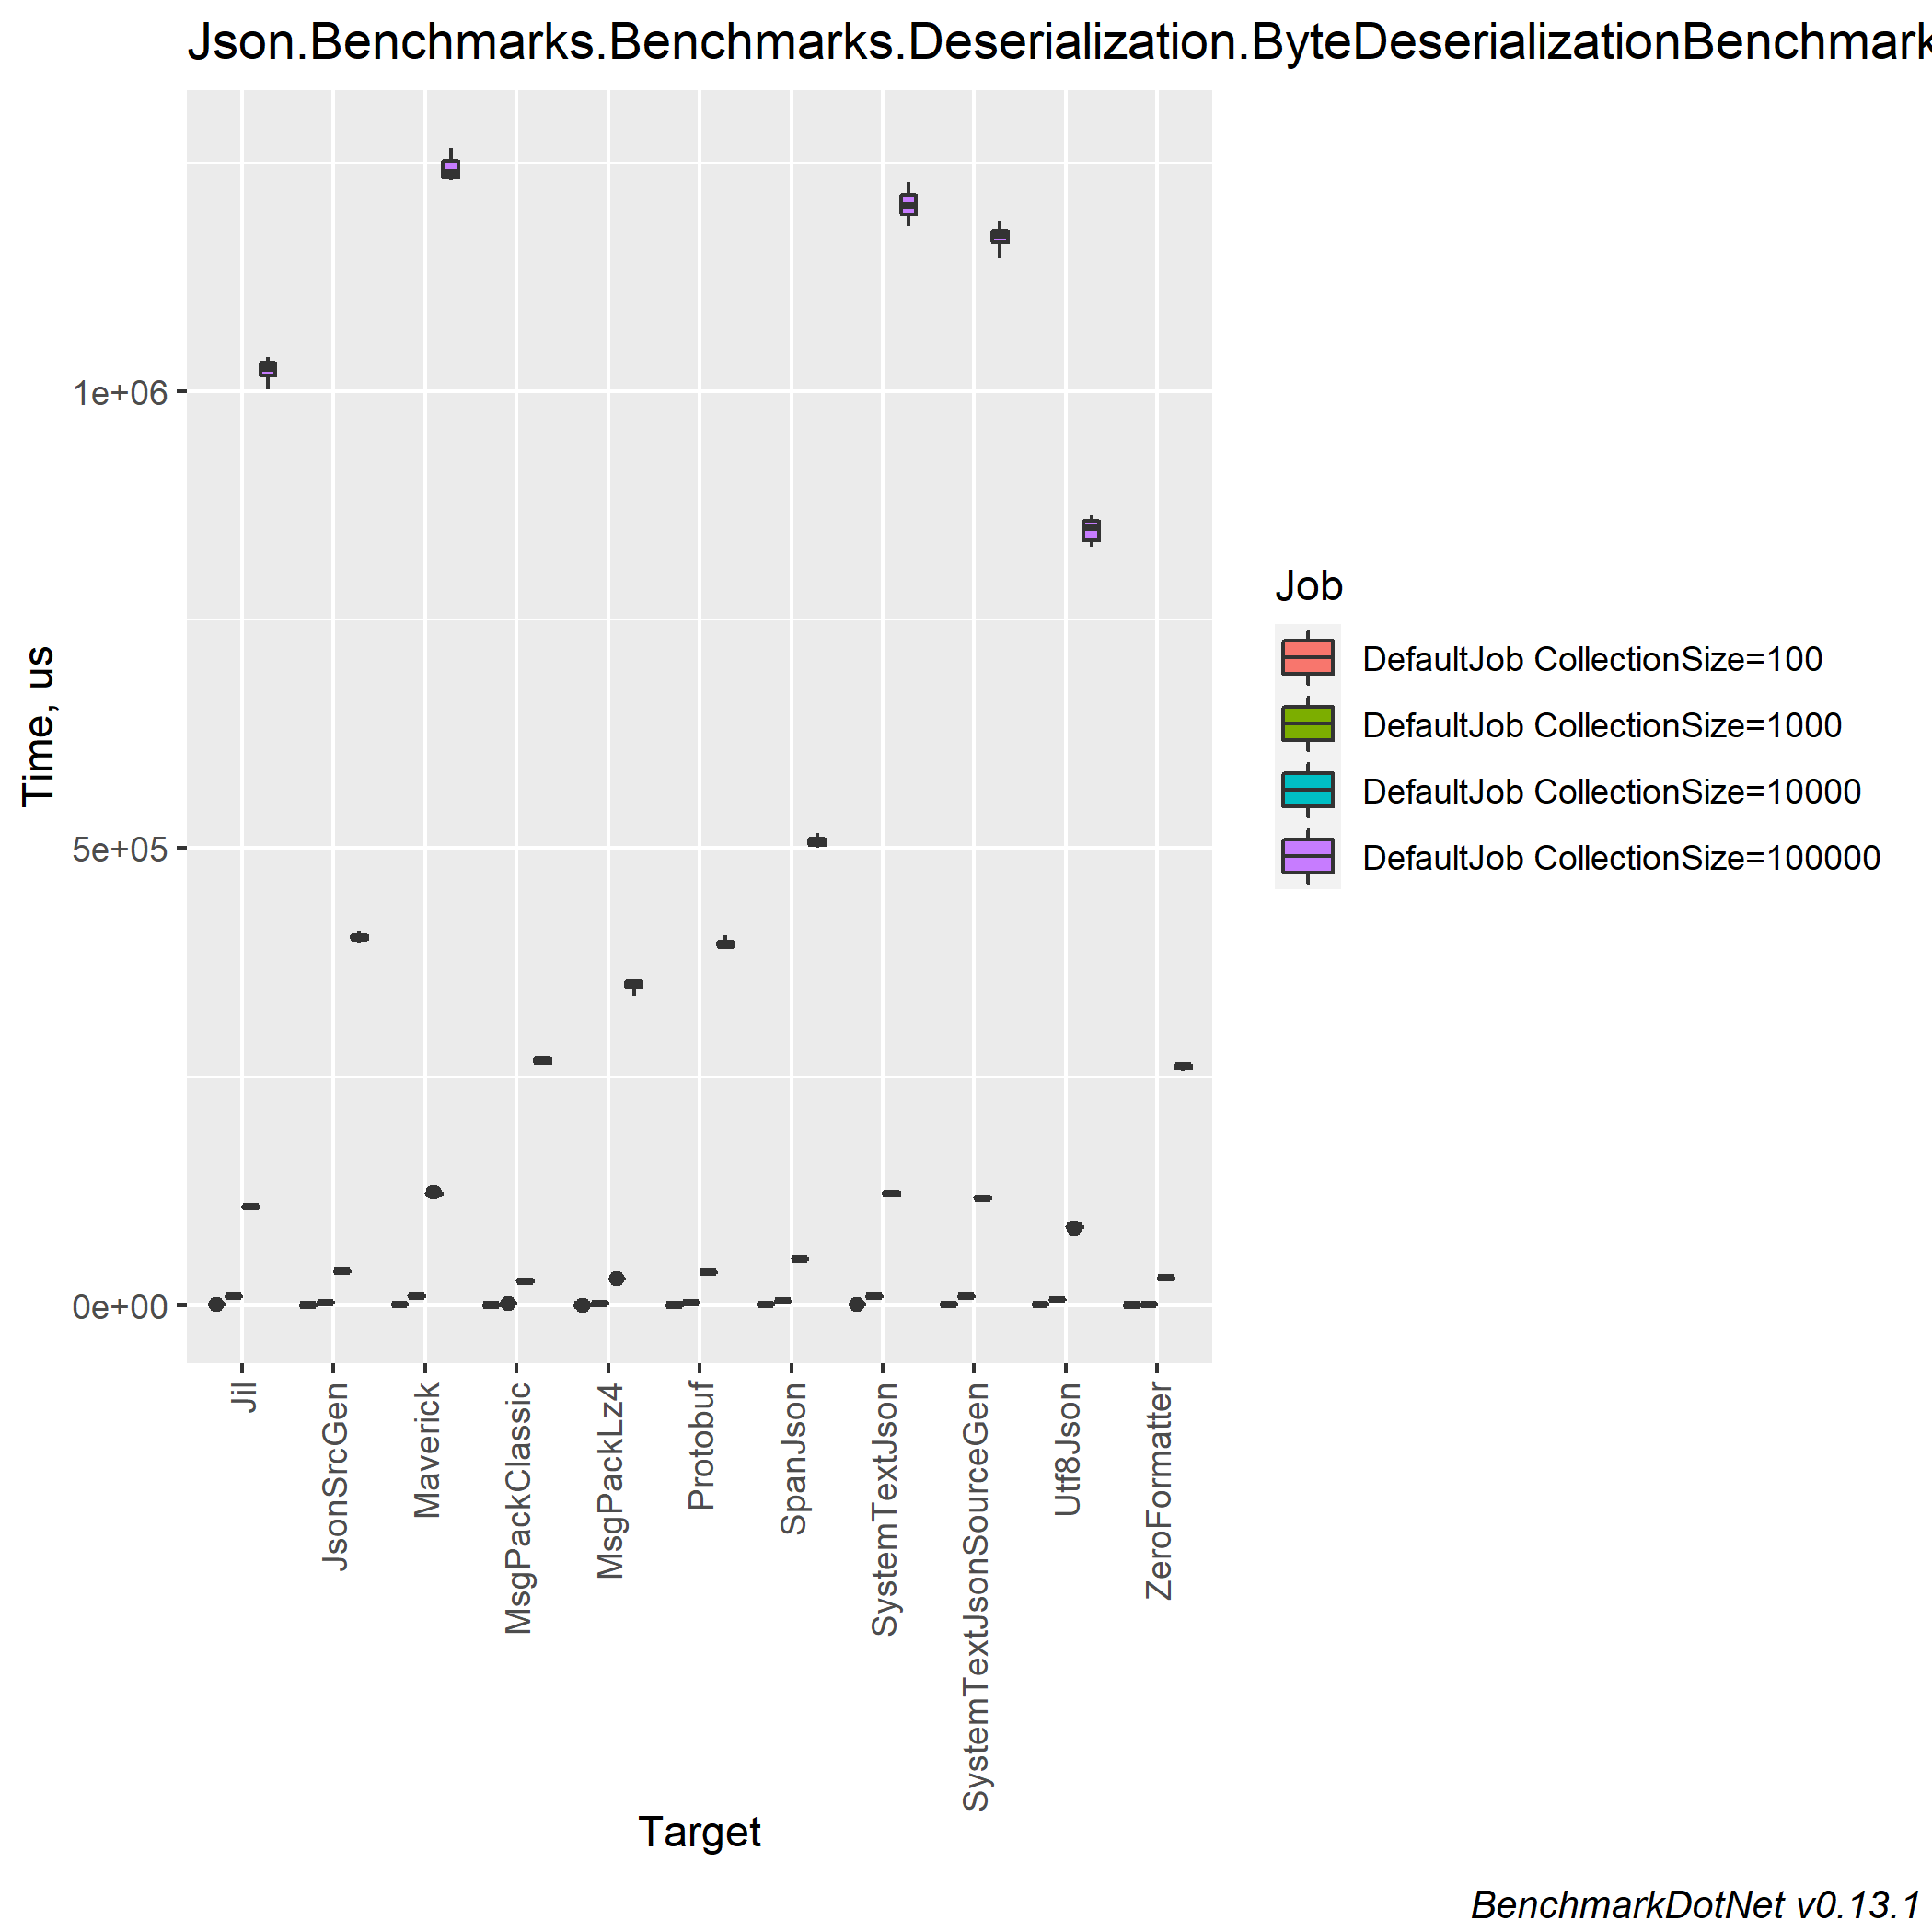 Json.Benchmarks.Benchmarks.Deserialization.ByteDeserializationBenchmark
Time, us
1e+06
5e+05
0e+00
Jil
JsonSrcGen
Maverick
MsgPackClassic
MsgPackLz4
Protobuf
SpanJson
SystemTextJson
SystemTextJsonSourceGen
Utf8Json
ZeroFormatter
Target
Job
DefaultJob CollectionSize=100
DefaultJob CollectionSize=1000
DefaultJob CollectionSize=10000
DefaultJob CollectionSize=100000
BenchmarkDotNet v0.13.1